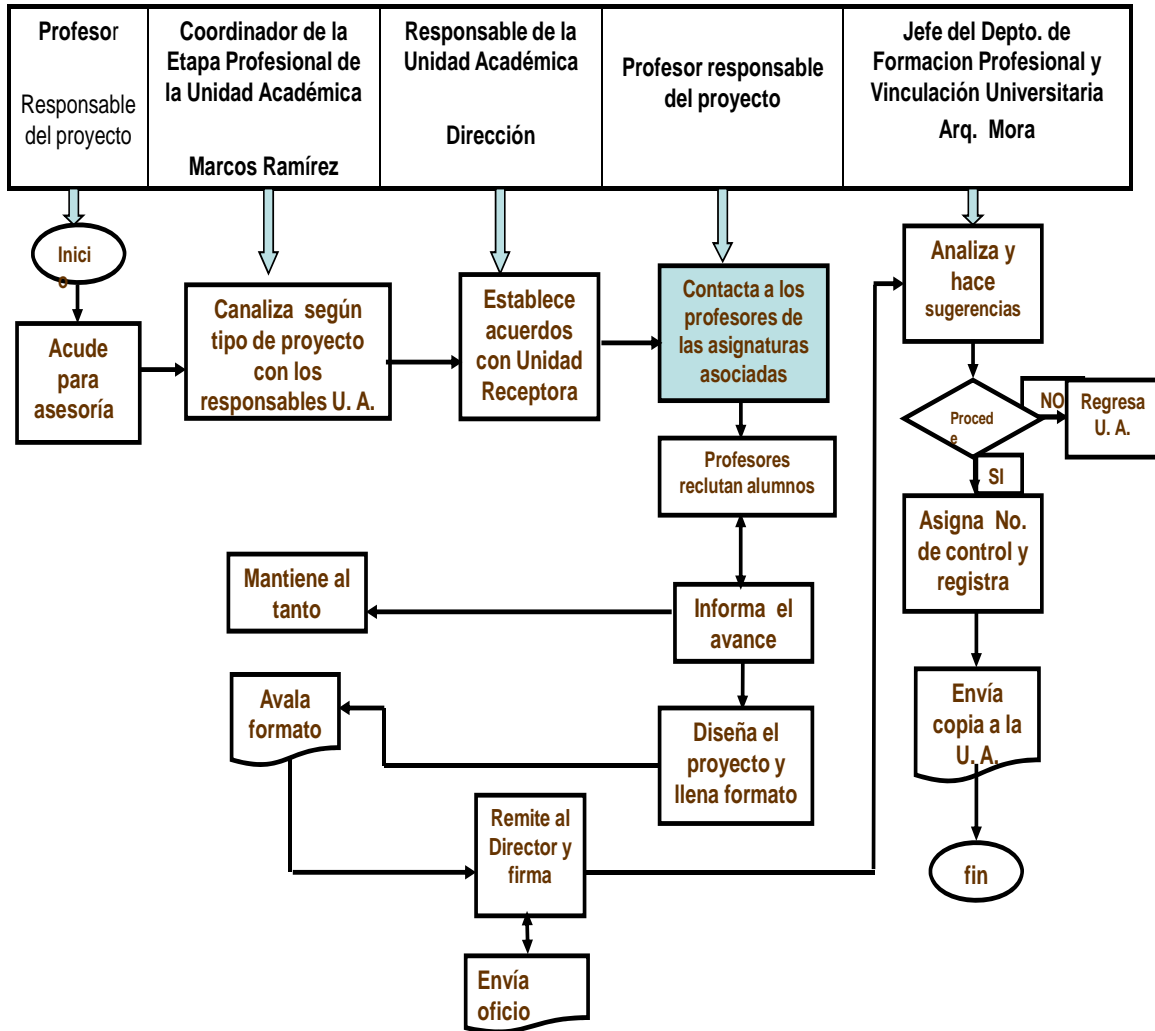 Profesor
Responsable
del proyecto
Coordinador de la
Etapa Profesional de
la Unidad Académica
Marcos Ramírez
Responsable de la
Unidad Académica
Dirección
Profesor responsable
del proyecto
Jefe del Depto. de
Formacion Profesional y
Vinculación Universitaria
Arq. Mora
Inici
o
Acude
para
asesoría
Canaliza según
tipo de proyecto
con los
responsables U. A.
Establece
acuerdos
con Unidad
Receptora
Contacta a los
profesores de
las asignaturas
asociadas
Analiza y
hace
sugerencias
Proced
e
NO
Regresa
U. A.
SI
Profesores
reclutan alumnos
Asigna No.
de control y
registra
Mantiene al
tanto
Informa el
avance
Avala
formato
Diseña el
proyecto y
llena formato
Envía
copia a la
U. A.
Remite al
Director y
firma
fin
Envía
oficio